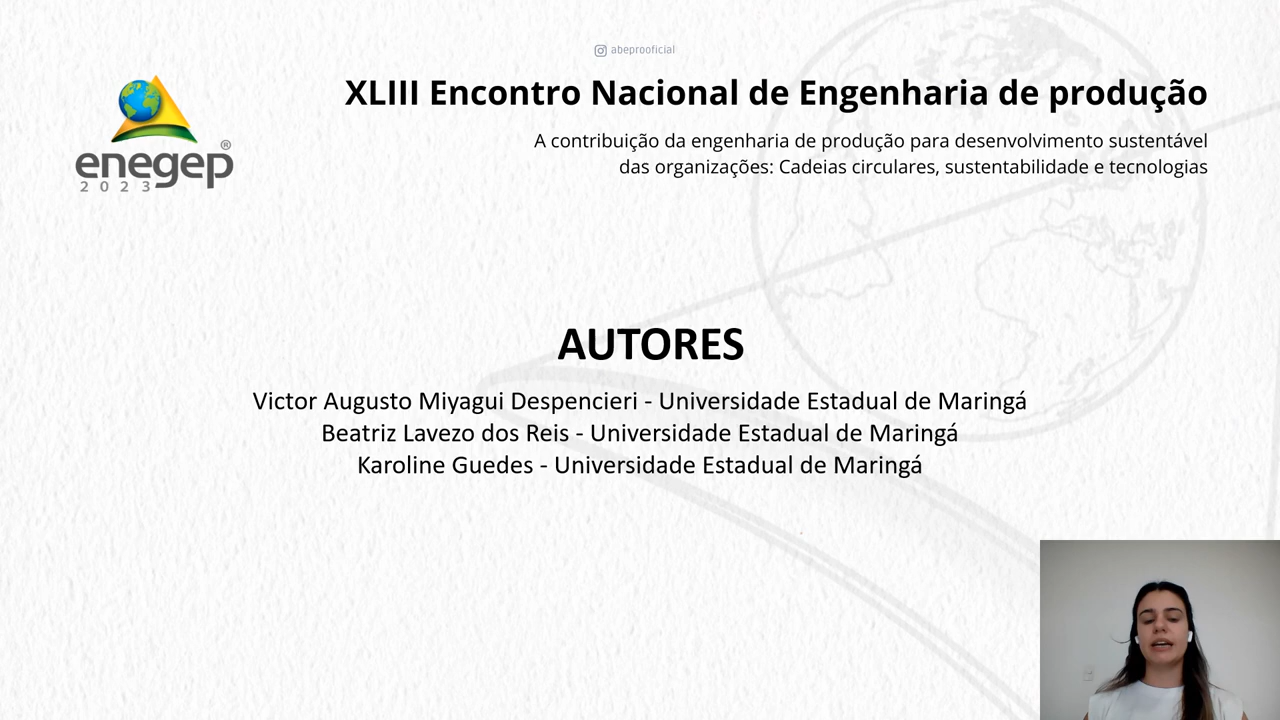 abeprooficial
XLIII Encontro Nacional de Engenharia de produção
A contribuição da engenharia de produção para desenvolvimento sustentável
das organizações: Cadeias circulares, sustentabilidade e tecnologias
enegep®
2023
AUTORES
Victor Augusto Miyagui Despencieri - Universidade Estadual de Maringá
Beatriz Lavezo dos Reis - Universidade Estadual de Maringá
Karoline Guedes - Universidade Estadual de Maringá